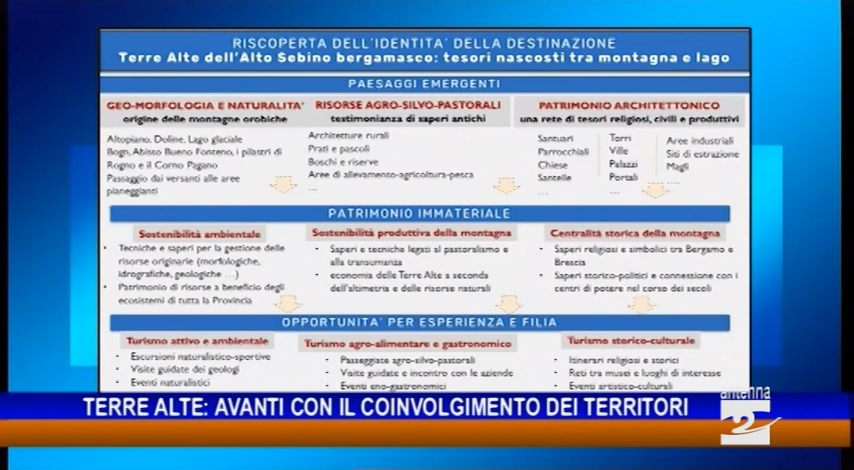 RISCOPERTA DELL'IDENTITA' DELLA DESTINAZIONE
Terre Alte dell'Alto Sebino bergamasco: tesori nascosti tra montagna e lago
PAESAGGI EMERGENTI
GEO-MORFOLOGIA E NATURALITA'
origine delle montagne orobiche
Altopiano, Doline, Lago glaciale
Bogn, Abisso Bueno Fonteno, i pilastri di
Rogno e il Corno Pagano
Passaggio dai versanti alle aree
pianeggianti
RISORSE AGRO-SILVO-PASTORALI
testimonianza di saperi antichi
Architetture rurali
Prati e pascoli
Boschi e riserve
Aree di allevamento-agricoltura-pesca
...
PATRIMONIO ARCHITETTONICO
una rete di tesori religiosi, civili e produttivi
Santuari
Parrocchiali
Chiese
Santelle
...
Torri
Ville
Palazzi
Portali
...
Aree industriali
Siti di estrazione
Magli
....
PATRIMONIO IMMATERIALE
Sostenibilità ambientale
• Tecniche e saperi per la gestione delle
risorse originarie (morfologiche,
idrografiche, geologiche ...)
• Patrimonio di risorse a beneficio degli
ecosistemi di tutta la Provincia
Sostenibilità produttiva della montagna
• Saperi e tecniche legati al pastoralismo e
alla transumanza
• economia delle Terre Alte a seconda
dell'altimetria e delle risorse naturali
Centralità storica della montagna
• Saperi religiosi e simbolici tra Bergamo e
Brescia
• Saperi storico-politici e connestione con i
centri di potere nel corso dei secoli
OPPORTUNITA' PER ESPERIENZA E FILIA
Turismo attivo e ambientale
• Escursioni naturalistico-sportive
• Visite guidate dei geologi
• Eventi naturalistici
Turismo agro-alimentare e gastronomico
• Passeggiate agro-silvo-pastorali
• Visite guidate e incontro con le aziende
• Eventi eno-gastronomici
Turismo storico-culturale
• Itinerari religiosi e storici
• Reti tra musei e luoghi di interesse
• Eventi artistico-culturali
TERRE ALTE: AVANTI CON IL COINVOLGIMENTO DEI TERRITORI
antenna
2